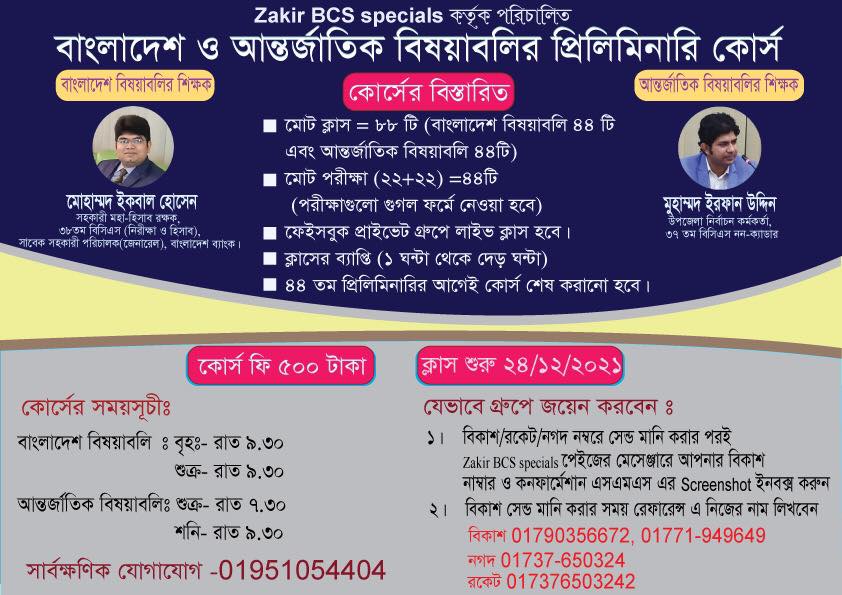 Zakir BCS specials কর্তৃক পরিচালিত
বাংলাদেশ ও আন্তর্জাতিক বিষয়াবলির প্রিলিমিনারি কোর্স
বাংলাদেশ বিষয়াবলির শিক্ষক
মোহাম্মদ ইকবাল হোসেন
সহকারী মহা-হিসাব রক্ষক,
৩৮তম বিসিএস (নিরীক্ষা ও হিসাব),
সাবেক সহকারী পরিচালক(জেনারেল), বাংলাদেশ ব্যাংক।
কোর্সের বিস্তারিত
মোট ক্লাস = ৮৮ টি (বাংলাদেশ বিষয়াবলি ৪৪ টি
এবং আন্তর্জাতিক বিষয়াবলি ৪৪টি)
মোট পরীক্ষা (২২+২২) =৪৪টি
(পরীক্ষাগুলো গুগল ফর্মে নেওয়া হবে)
ফেইসবুক প্রাইভেট গ্রুপে লাইভ ক্লাস হবে।
ক্লাসের ব্যাপ্তি (১ ঘন্টা থেকে দেড় ঘন্টা)
৪৪ তম প্রিলিমিনারির আগেই কোর্স শেষ করানো হবে।
আন্তর্জাতিক বিষয়াবলির শিক্ষক
মুহাম্মদ ইরফান উদ্দিন
উপজেলা নির্বাচন কর্মকর্তা,
৩৭ তম বিসিএস নন-ক্যাডার
কোর্স ফি ৫০০ টাকা
কোর্সের সময়সূচীঃ
বাংলাদেশ বিষয়াবলি ঃ বৃহঃ- রাত ৯.৩০
শুক্র- রাত ৯.৩০
আন্তর্জাতিক বিষয়াবলিঃ শুক্র- রাত ৭.৩০
শনি- রাত ৯.৩০
সার্বক্ষণিক যোগাযোগ -01951054404
ক্লাস শুরু ২৪/১২/২০২১
যেভাবে গ্রুপে জয়েন করবেন ঃ
১। বিকাশ/রকেট/নগদ নম্বরে সেন্ড মানি করার পরই
Zakir BCS specials পেইজের মেসেঞ্জারে আপনার বিকাশ
নাম্বার ও কনফার্মেশান এসএমএস এর Screenshot ইনবক্স করুন
২। বিকাশ সেন্ড মানি করার সময় রেফারেন্স এ নিজের নাম লিখবেন
বিকাশ 01790356672, 01771-949649
নগদ 01737-650324
রকেট 017376503242